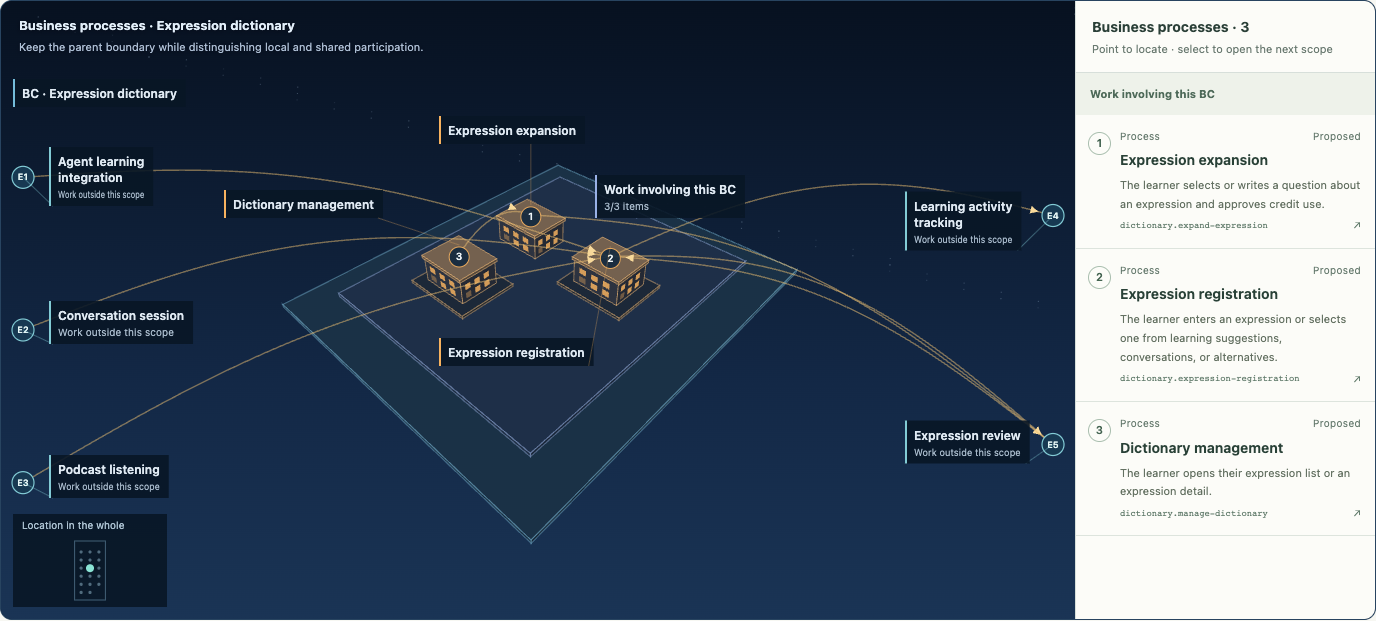 Business processes · Expression dictionary
Keep the parent boundary while distinguishing local and shared participation.
BC · Expression dictionary
Expression expansion
E1
Agent learning
integration
Work outside this scope
Dictionary management
Work involving this BC
3/3 items
Learning activity
tracking
Work outside this scope
E4
1
2
3
E2
Conversation session
Work outside this scope
Expression registration
E3
Podcast listening
Work outside this scope
Expression review
Work outside this scope
E5
Location in the whole
Business processes · 3
Point to locate · select to open the next scope
Work involving this BC
1
Process
Proposed
Expression expansion
The learner selects or writes a question about
an expression and approves credit use.
dictionary.expand-expression
↗
2
Process
Proposed
Expression registration
The learner enters an expression or selects
one from learning suggestions,
conversations, or alternatives.
dictionary.expression-registration
↗
3
Process
Proposed
Dictionary management
The learner opens their expression list or an
expression detail.
dictionary.manage-dictionary
↗